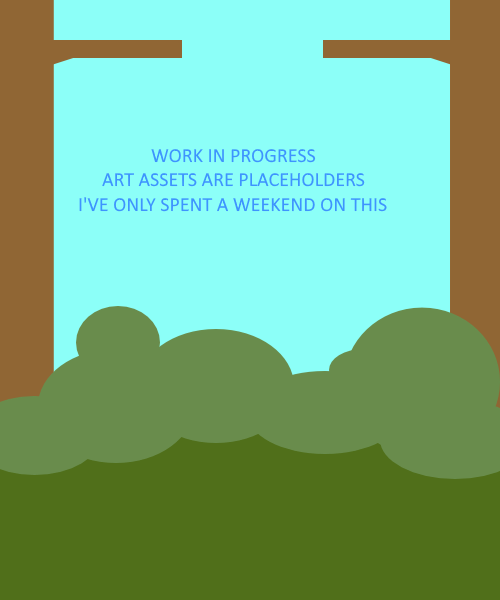 WORK IN PROGRESS
ART ASSETS ARE PLACEHOLDERS
I'VE ONLY SPENT A WEEKEND ON THIS